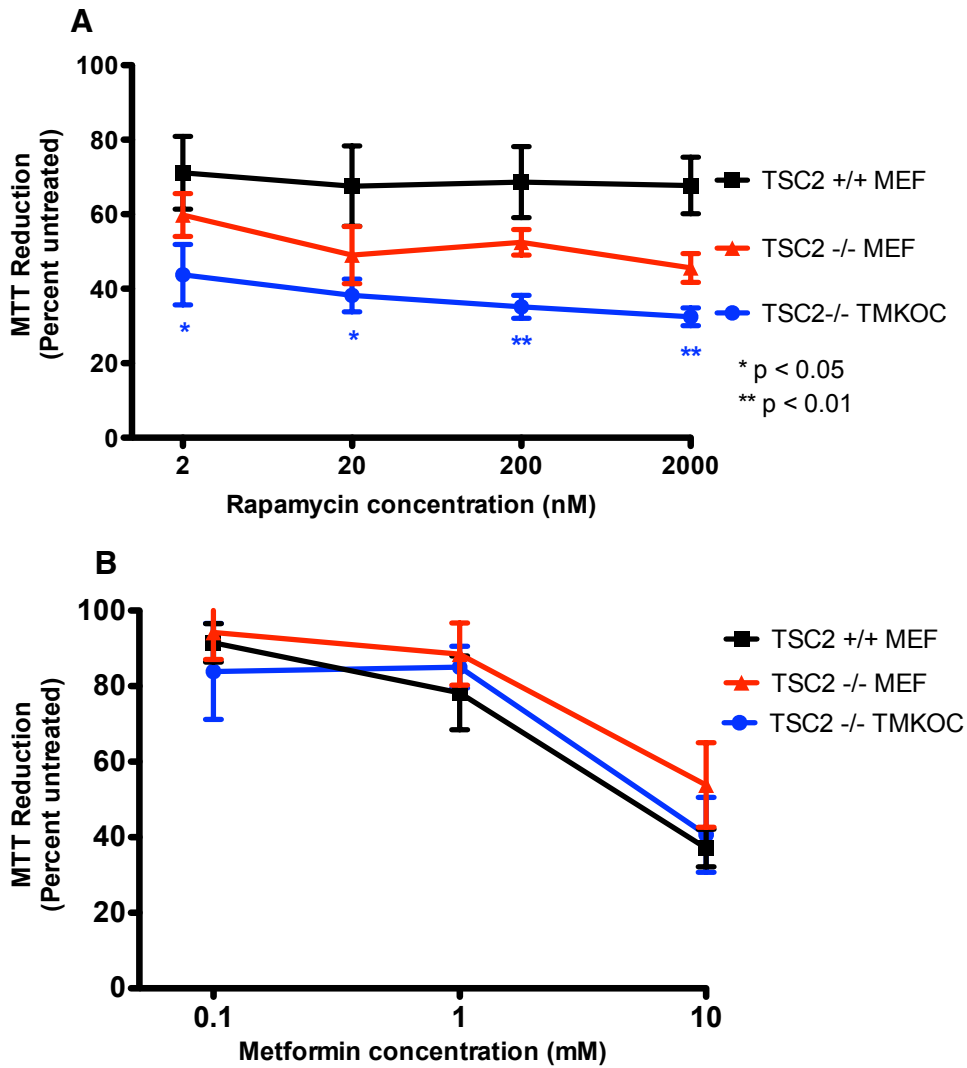 A
100
80
60
40
20
0
MTT Reduction
(Percent untreated)
2 20 200 2000
Rapamycin concentration (nM)
* * ** **
TSC2 +/+ MEF
TSC2 -/- MEF
TSC2-/- TMKOC
* p < 0.05
** p < 0.01
B
100
80
60
40
20
0
MTT Reduction
(Percent untreated)
0.1 1 10
Metformin concentration (mM)
TSC2 +/+ MEF
TSC2 -/- MEF
TSC2 -/- TMKOC